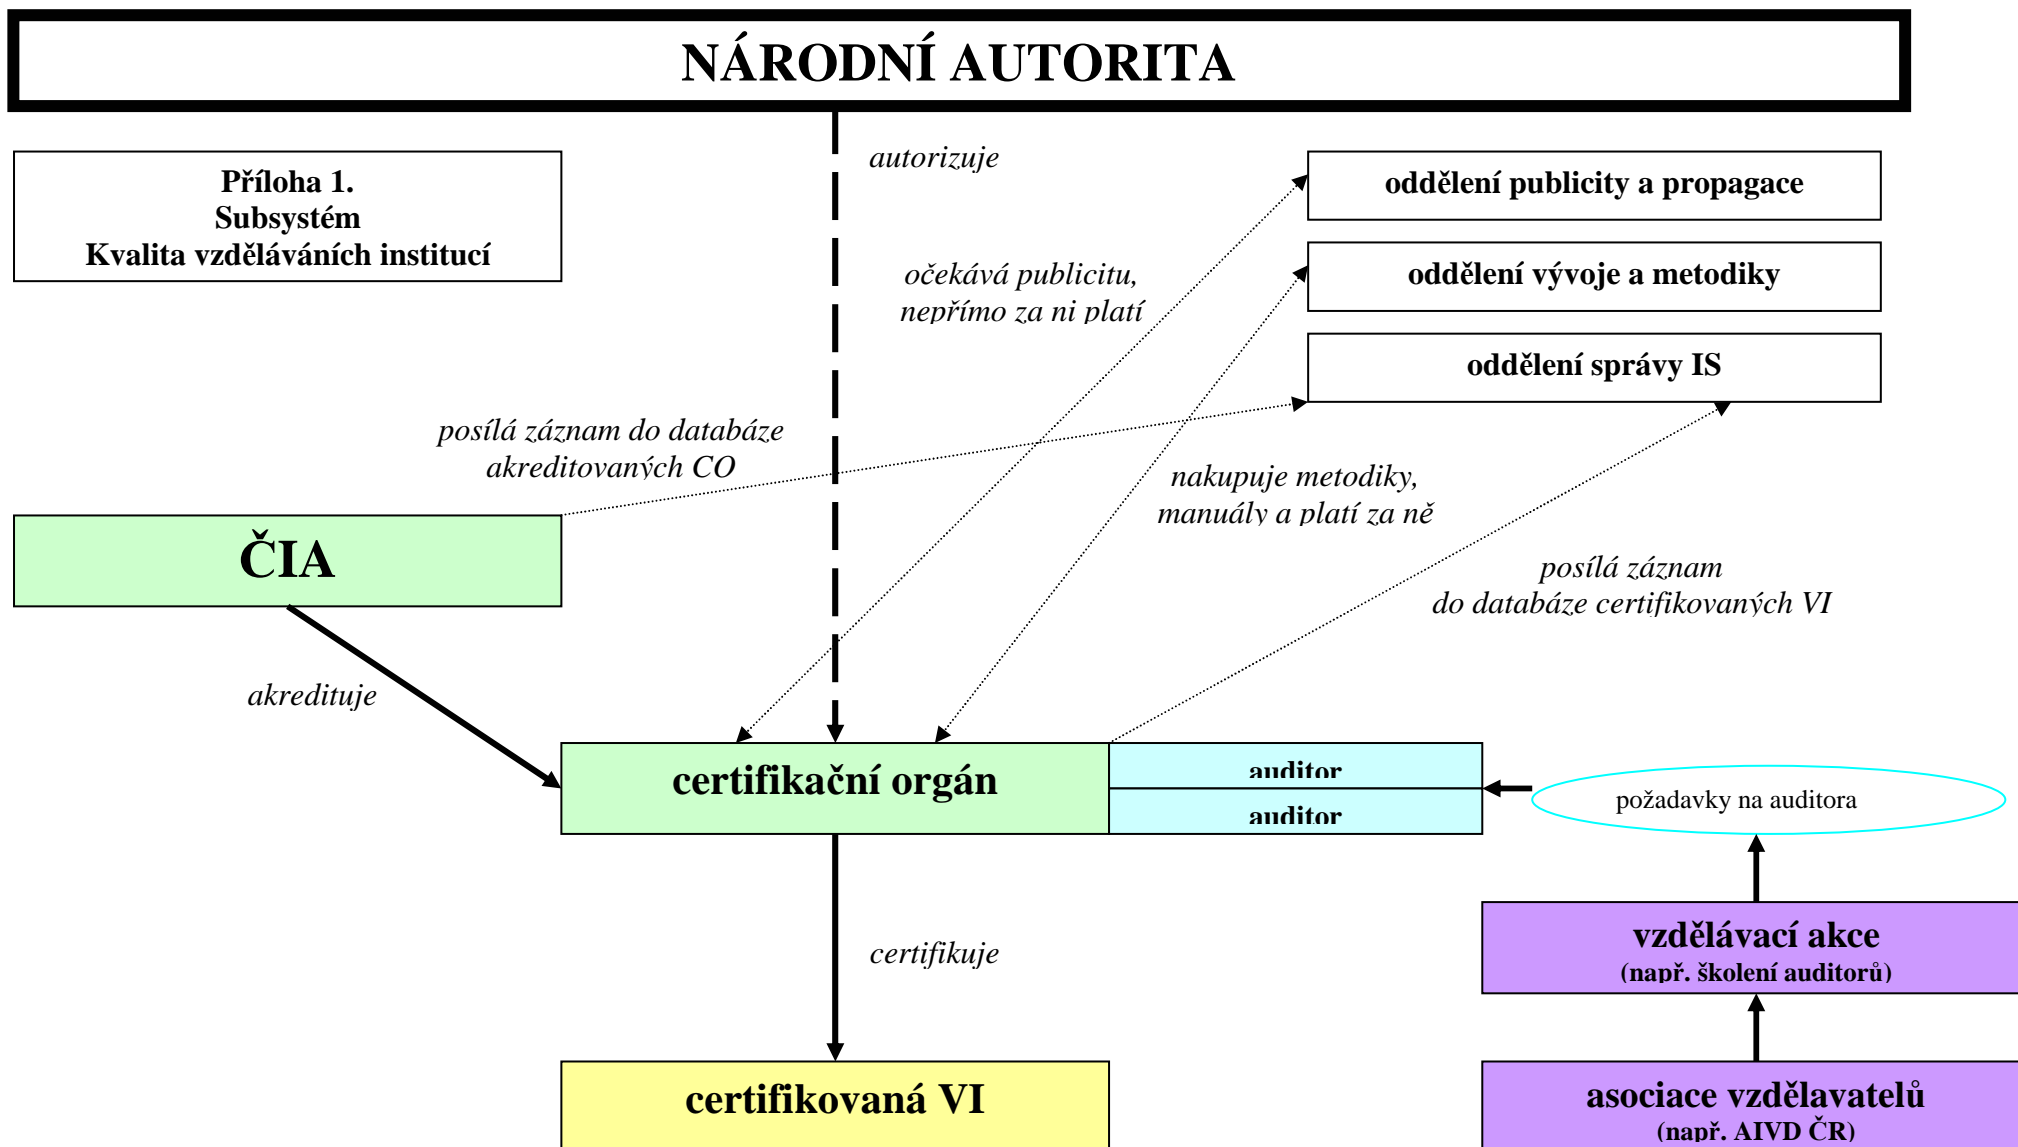 NÁRODNÍ AUTORITA
Příloha 1.
Subsystém
Kvalita vzděláváních institucí
autorizuje
oddělení publicity a propagace
očekává publicitu,
nepřímo za ni platí
oddělení vývoje a metodiky
oddělení správy IS
posílá záznam do databáze
akreditovaných CO
nakupuje metodiky,
manuály a platí za ně
ČIA
posílá záznam
do databáze certifikovaných VI
akredituje
certifikační orgán
auditor
auditor
požadavky na auditora
certifikuje
vzdělávací akce
(např. školení auditorů)
certifikovaná VI
asociace vzdělavatelů
(např. AIVD ČR)